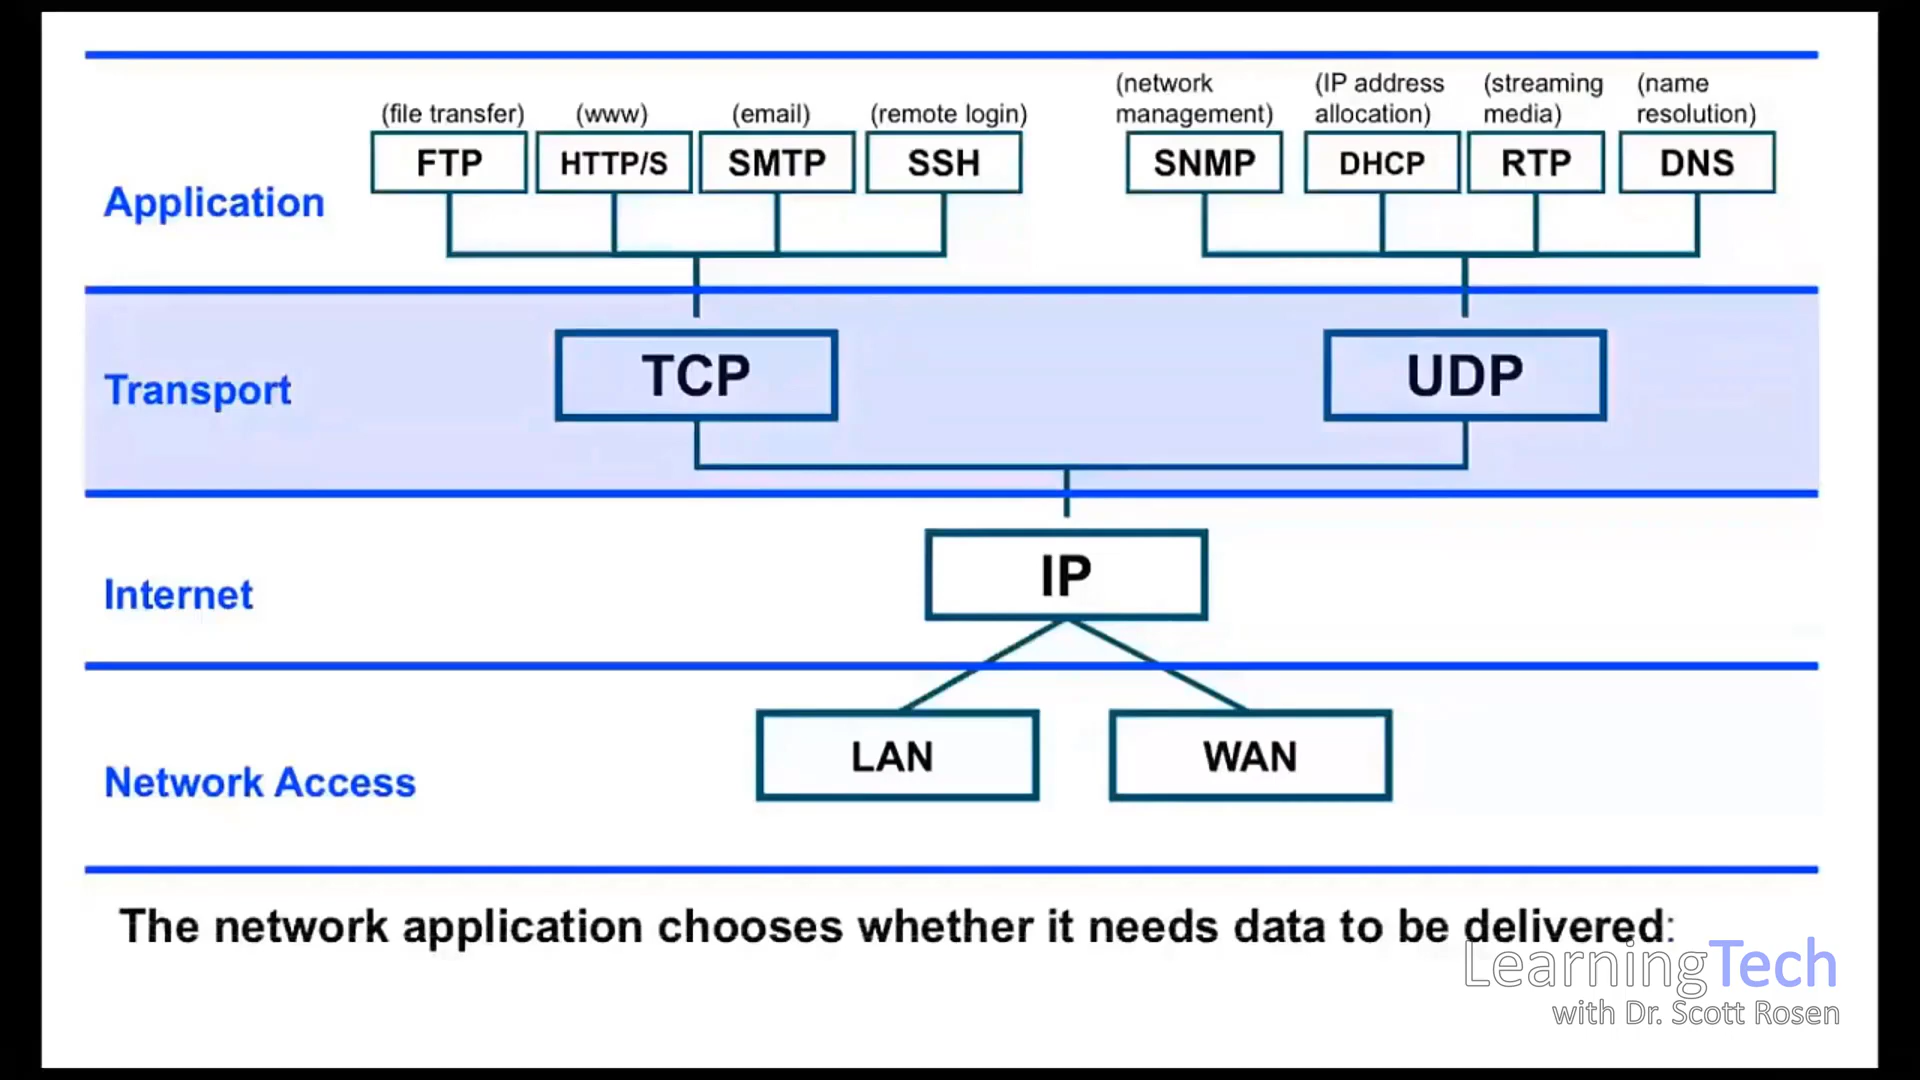 (file transfer)
(www)
(email)
(remote login)
(network
management)
(IP address
allocation)
(streaming
media)
(name
resolution)
FTP
HTTP/S
SMTP
SSH
SNMP
DHCP
RTP
DNS
Application
Transport
TCP
UDP
Internet
IP
Network Access
LAN
WAN
The network application chooses whether it needs data to be delivered:
LearningTech
with Dr. Scott Rosen